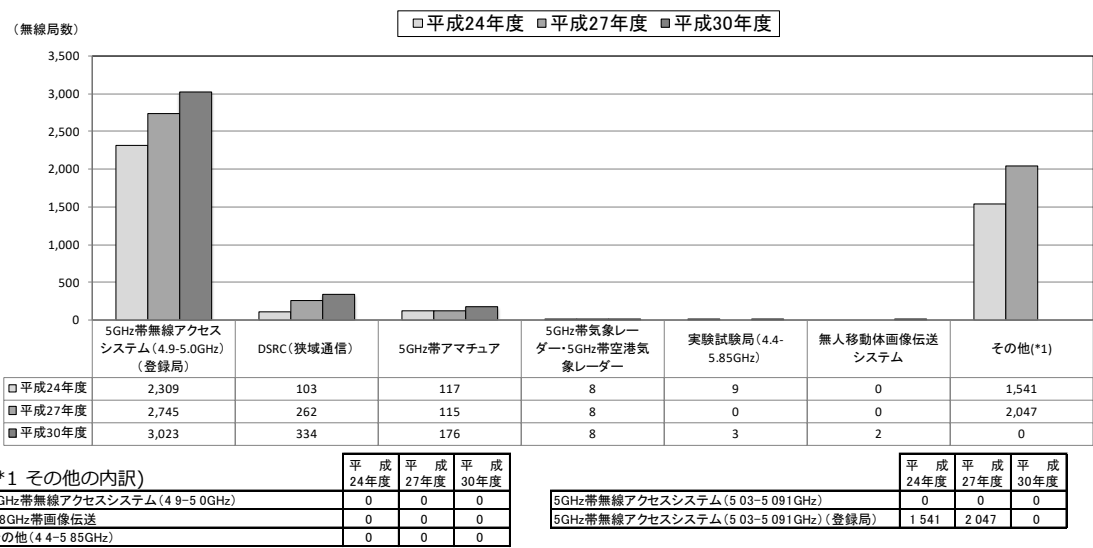 (無線局数)
□平成24年度 ■平成27年度 ■平成30年度
3,500
3,000
2,500
2,000
1,500
1,000
500
0
5GHz帯無線アクセスシステム(4.9-5.0GHz)(登録局) DSRC(狭域通信) 5GHz帯アマチュア 5GHz帯気象レーダー・5GHz帯空港気象レーダー 実験試験局(4.4-5.85GHz) 無人移動体画像伝送システム その他(*1)
□平成24年度 2,309 103 117 8 9 0 1,541
■平成27年度 2,745 262 115 8 0 0 2,047
■平成30年度 3,023 334 176 8 3 2 0
*1 その他の内訳) 平成24年度 平成27年度 平成30年度
GHz帯無線アクセスシステム(4 9-5 0GHz) 0 0 0
8GHz帯画像伝送 0 0 0
の他(4 4-5 85GHz) 0 0 0
平成24年度 平成27年度 平成30年度
5GHz帯無線アクセスシステム(5 03-5 091GHz) 0 0 0
5GHz帯無線アクセスシステム(5 03-5 091GHz)(登録局) 1 541 2 047 0